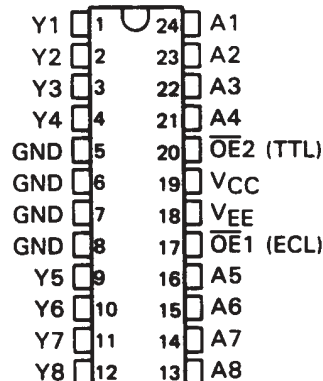 Y1 1 24 A1
Y2 2 23 A2
Y3 3 22 A3
Y4 4 21 A4
GND 5 20 O̅E̅2 (TTL)
GND 6 19 VCC
GND 7 18 VEE
GND 8 17 O̅E̅1 (ECL)
Y5 9 16 A5
Y6 10 15 A6
Y7 11 14 A7
Y8 12 13 A8